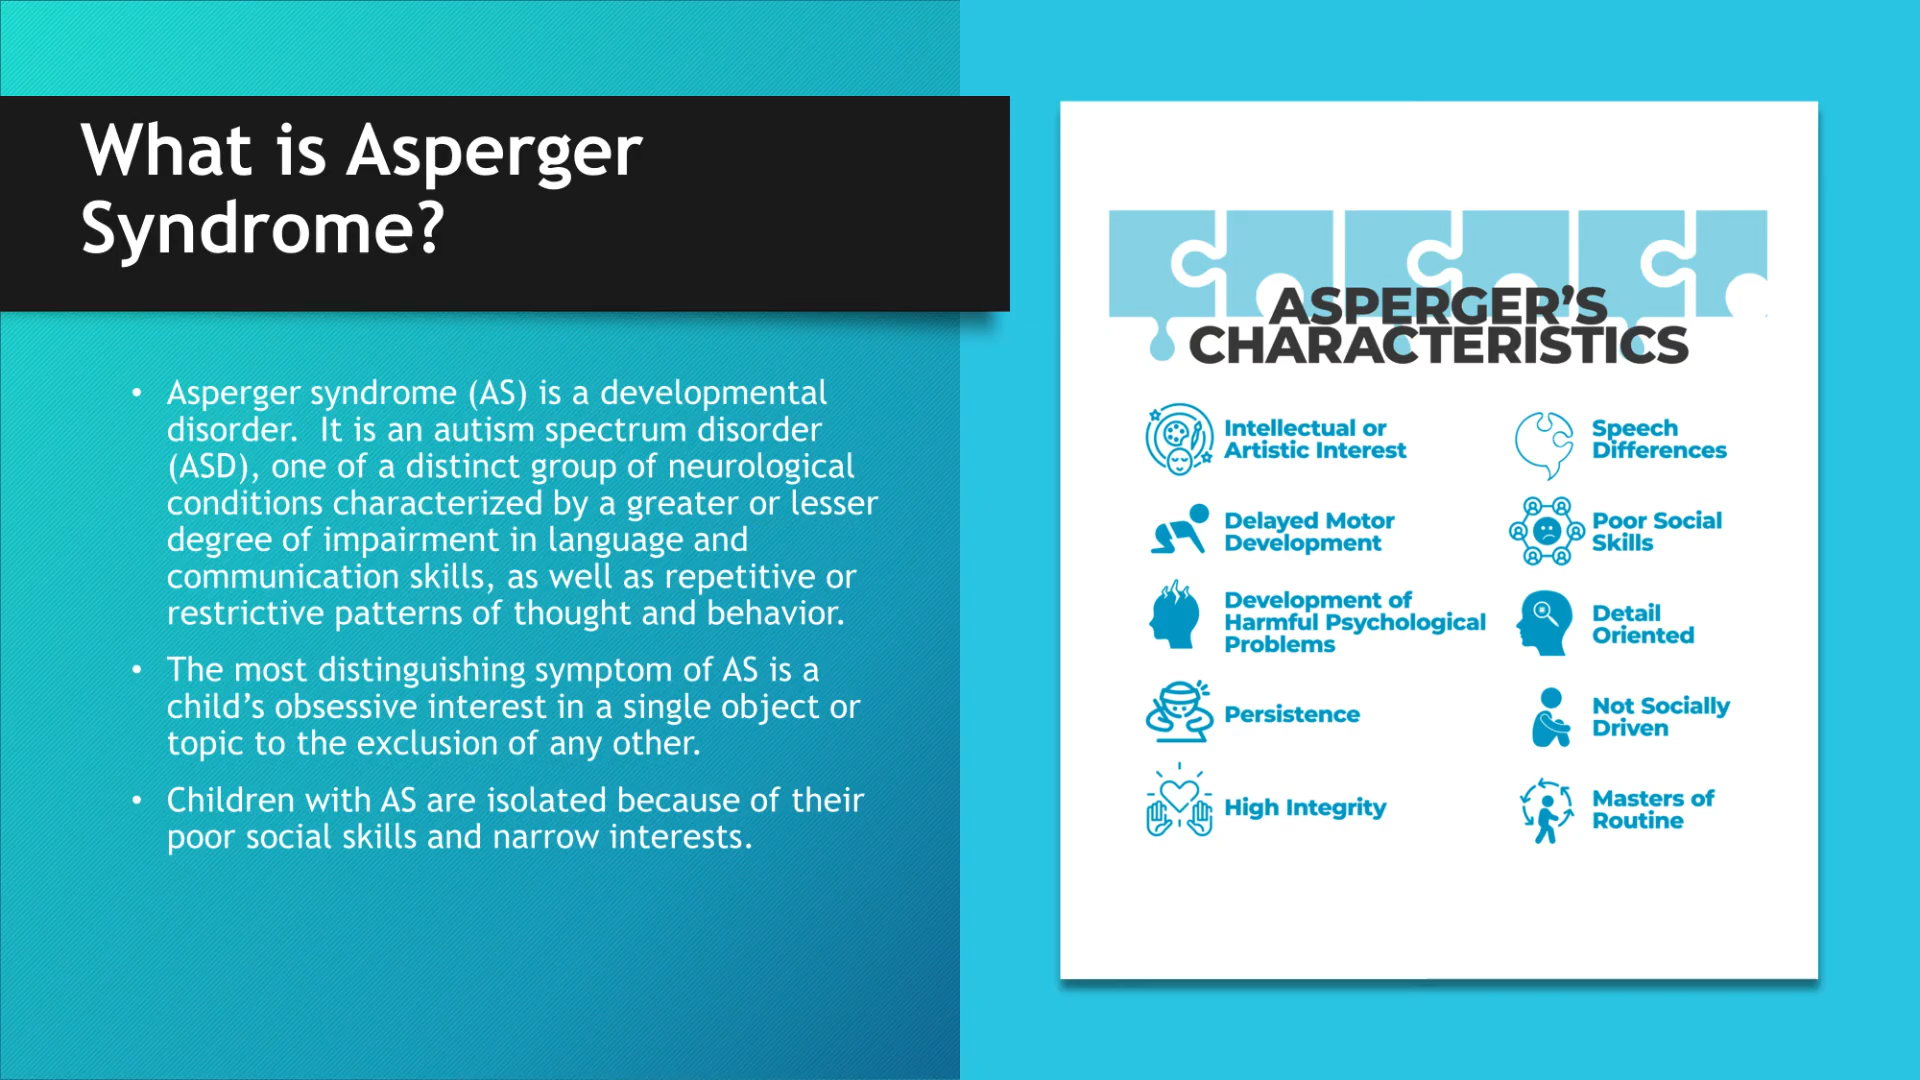 What is Asperger
Syndrome?
• Asperger syndrome (AS) is a developmental
disorder.  It is an autism spectrum disorder
(ASD), one of a distinct group of neurological
conditions characterized by a greater or lesser
degree of impairment in language and
communication skills, as well as repetitive or
restrictive patterns of thought and behavior.
• The most distinguishing symptom of AS is a
child’s obsessive interest in a single object or
topic to the exclusion of any other.
• Children with AS are isolated because of their
poor social skills and narrow interests.
ASPERGER’S
CHARACTERISTICS
Intellectual or
Artistic Interest
Delayed Motor
Development
Development of
Harmful Psychological
Problems
Persistence
High Integrity
Speech
Differences
Poor Social
Skills
Detail
Oriented
Not Socially
Driven
Masters of
Routine